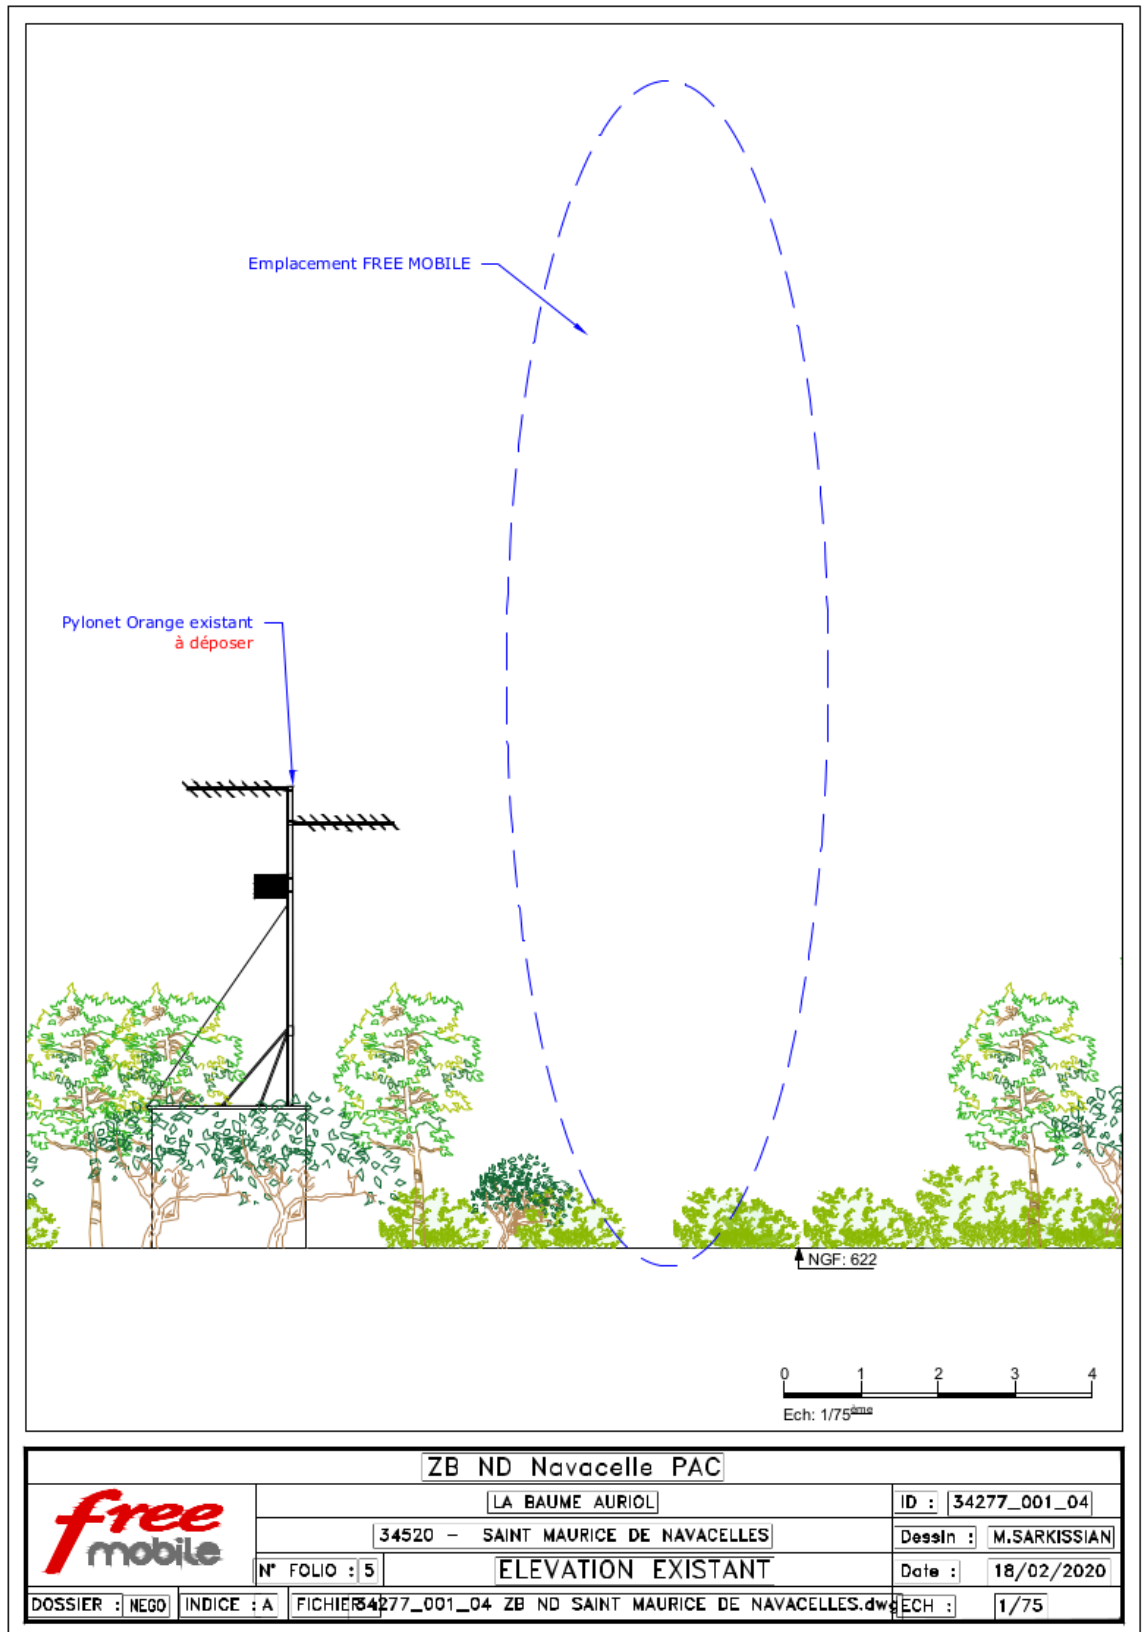 Emplacement FREE MOBILE
Pylonet Orange existant
à déposer
NGF: 622
0 1 2 3 4
Ech: 1/75ème
ZB ND Navacelle PAC
free
mobile
LA BAUME AURIOL
ID : 34277_001_04
34520 - SAINT MAURICE DE NAVACELLES
Dessin : M.SARKISSIAN
N° FOLIO : 5
ELEVATION EXISTANT
Date : 18/02/2020
DOSSIER : NEGO INDICE : A FICHIER 34277_001_04 ZB ND SAINT MAURICE DE NAVACELLES.dwg ECH : 1/75